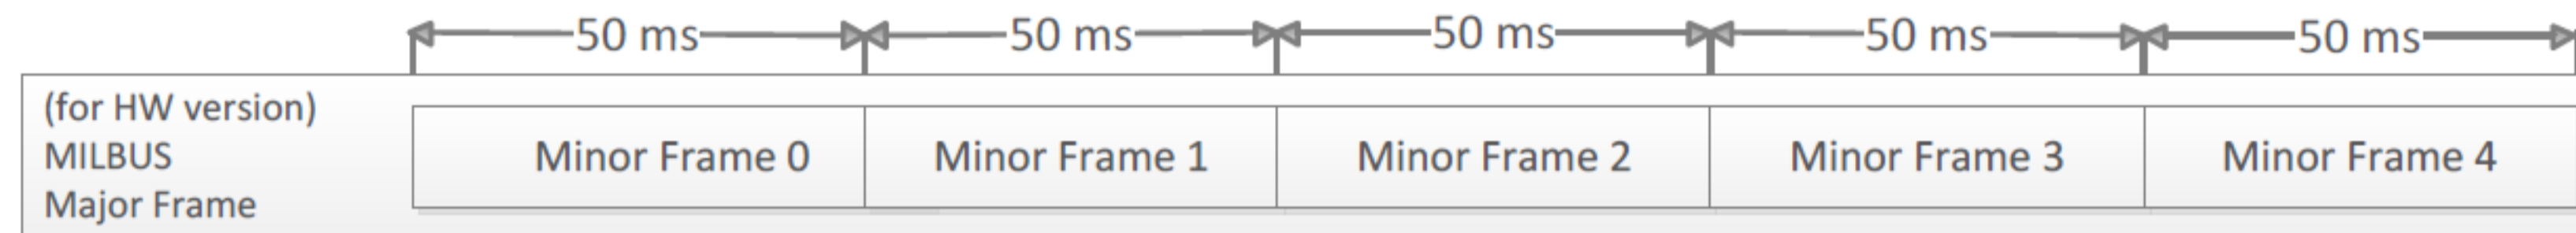 50 ms 50 ms 50 ms 50 ms 50 ms
(for HW version)
MILBUS
Major Frame
Minor Frame 0 Minor Frame 1 Minor Frame 2 Minor Frame 3 Minor Frame 4